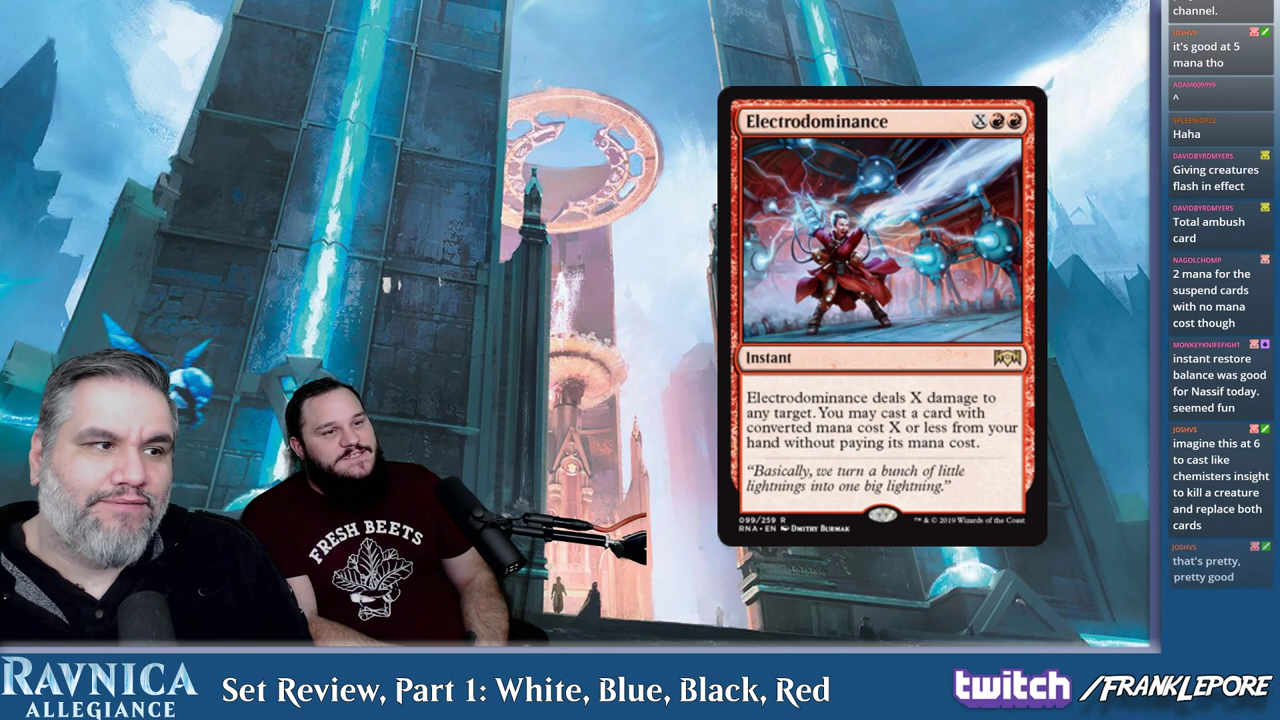 Electrodominance X
Instant
Electrodominance deals X damage to
any target. You may cast a card with
converted mana cost X or less from your
hand without paying its mana cost.
"Basically, we turn a bunch of little
lightnings into one big lightning."
099/259 R
RNA • EN Dmitry Burmak
™ & © 2019 Wizards of the Coast
FRESH BEETS
channel.
JOSHVS
it's good at 5
mana tho
ADAM009999
^
SPLEENIDP22
Haha
DAVIDBYRDMYERS
Giving creatures
flash in effect
DAVIDBYRDMYERS
Total ambush
card
NAGOLCHOMP
2 mana for the
suspend cards
with no mana
cost though
MONKEYKNIFEFIGHT
instant restore
balance was good
for Nassif today.
seemed fun
JOSHVS
imagine this at 6
to cast like
chemisters insight
to kill a creature
and replace both
cards
JOSHVS
that's pretty,
pretty good
RAVNICA
ALLEGIANCE
Set Review, Part 1: White, Blue, Black, Red
twitch /FRANKLEPORE